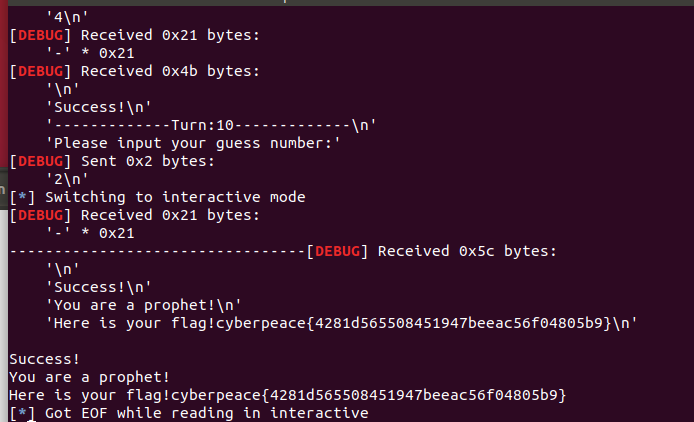 '4\n'
[DEBUG] Received 0x21 bytes:
'-' * 0x21
[DEBUG] Received 0x4b bytes:
'\n'
'Success!\n'
'-------------Turn:10-------------\n'
'Please input your guess number:'
[DEBUG] Sent 0x2 bytes:
'2\n'
[*] Switching to interactive mode
[DEBUG] Received 0x21 bytes:
'-' * 0x21
---------------------------------[DEBUG] Received 0x5c bytes:
'\n'
'Success!\n'
'You are a prophet!\n'
'Here is your flag!cyberpeace{4281d565508451947beeac56f04805b9}\n'
Success!
You are a prophet!
Here is your flag!cyberpeace{4281d565508451947beeac56f04805b9}
[*] Got EOF while reading in interactive